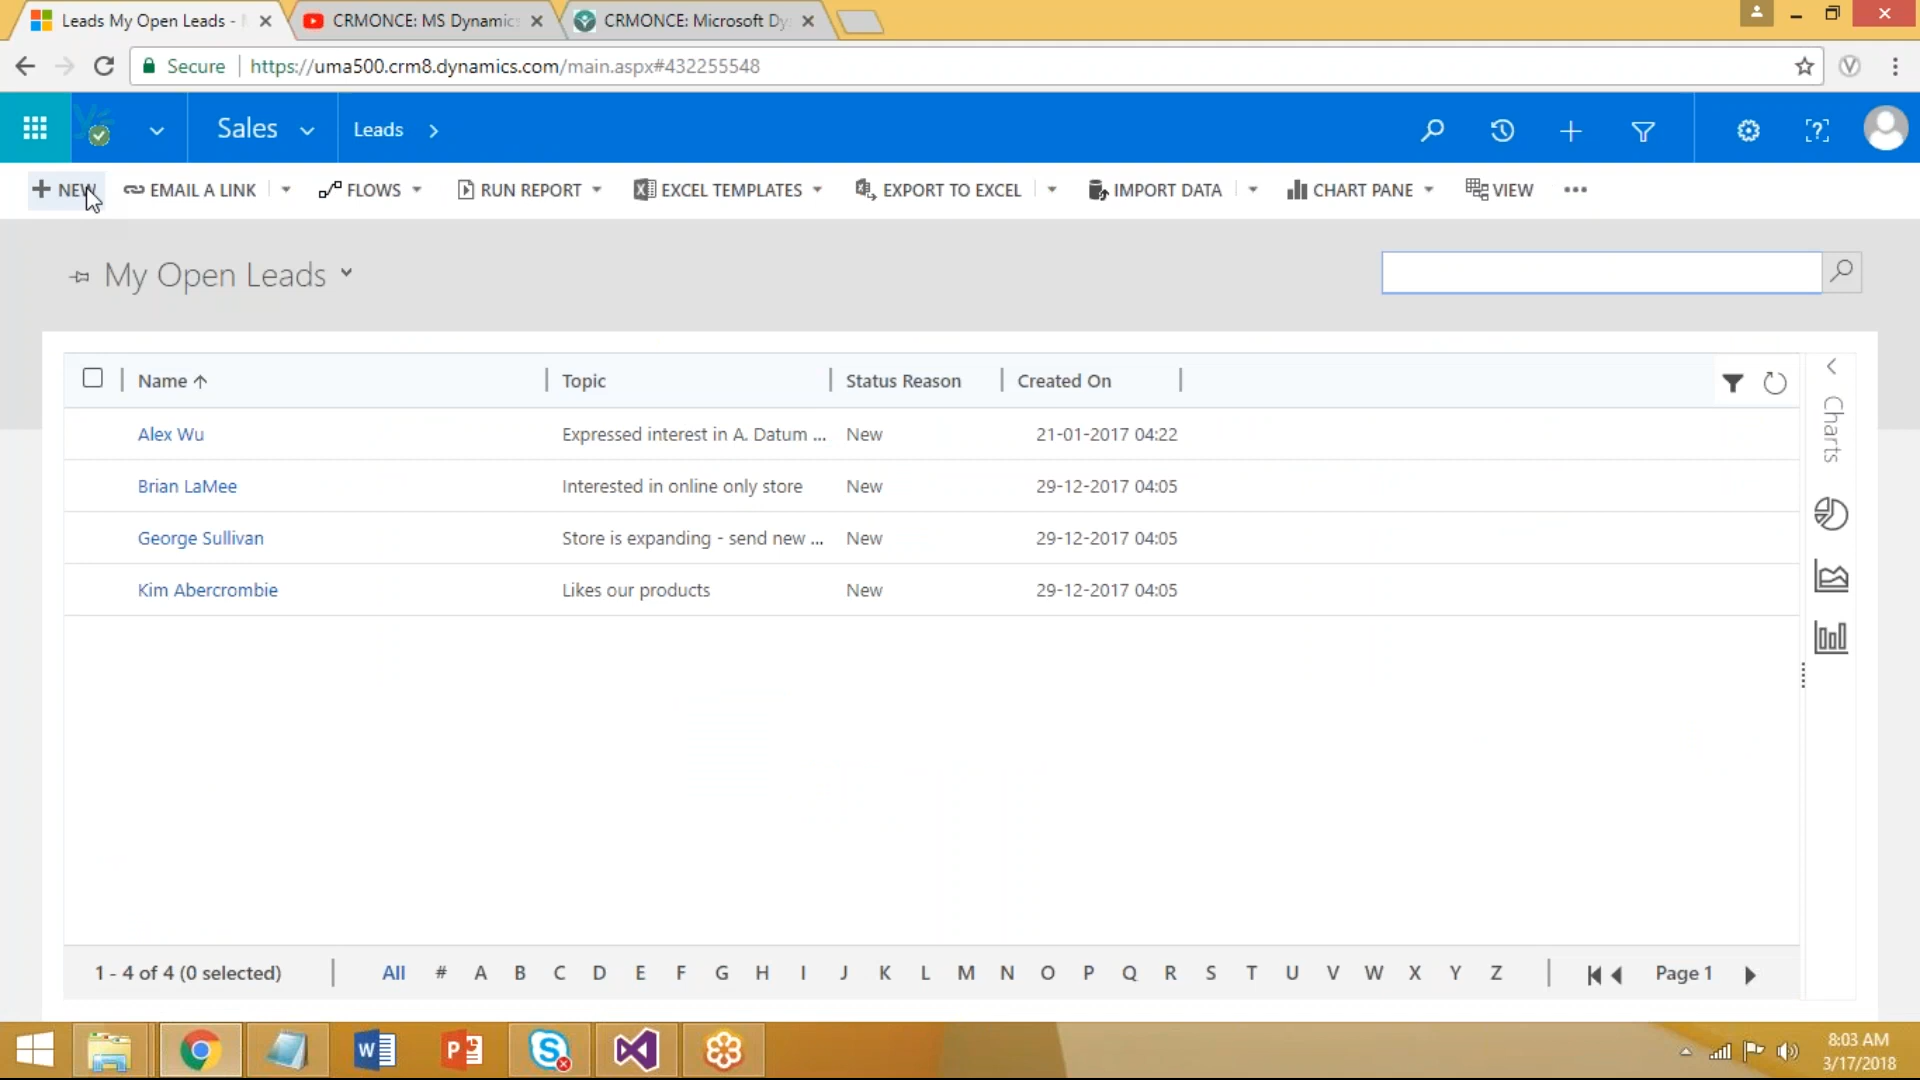 Leads My Open Leads -
CRMONCE: MS Dynamics
CRMONCE: Microsoft Dy
Secure
https://uma500.crm8.dynamics.com/main.aspx#432255548
Sales
Leads
NEW
EMAIL A LINK
FLOWS
RUN REPORT
EXCEL TEMPLATES
EXPORT TO EXCEL
IMPORT DATA
CHART PANE
VIEW
My Open Leads
Name
Topic
Status Reason
Created On
Alex Wu
Expressed interest in A. Datum ...
New
21-01-2017 04:22
Brian LaMee
Interested in online only store
New
29-12-2017 04:05
George Sullivan
Store is expanding - send new ...
New
29-12-2017 04:05
Kim Abercrombie
Likes our products
New
29-12-2017 04:05
Charts
1 - 4 of 4 (0 selected)
All # A B C D E F G H I J K L M N O P Q R S T U V W X Y Z
Page 1
8:03 AM
3/17/2018